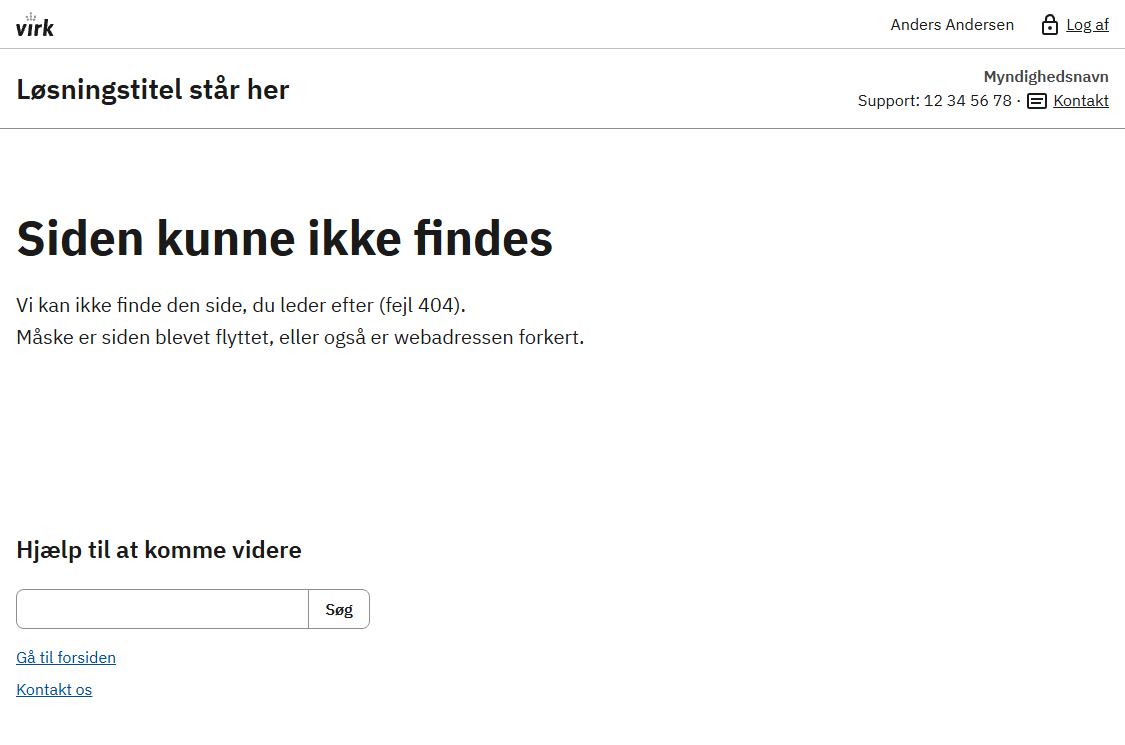 virk
Anders Andersen
Log af
Løsningstitel står her
Myndighedsnavn
Support: 12 34 56 78 · Kontakt
Siden kunne ikke findes
Vi kan ikke finde den side, du leder efter (fejl 404).
Måske er siden blevet flyttet, eller også er webadressen forkert.
Hjælp til at komme videre
Søg
Gå til forsiden
Kontakt os